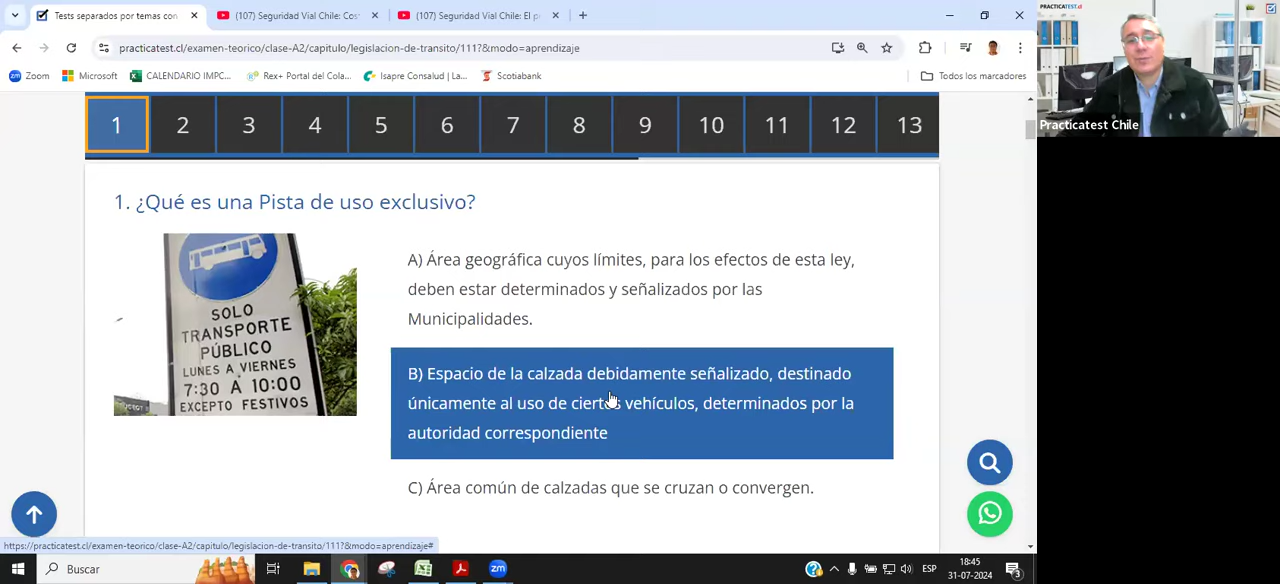 Tests separados por temas con
(107) Seguridad Vial Chile:
(107) Seguridad Vial Chile: El p
practicatest.cl/examen-teorico/clase-A2/capitulo/legislacion-de-transito/111?&modo=aprendizaje
Zoom
Microsoft
CALENDARIO IMPC...
Rex+ Portal del Col...
Isapre Consalud | La...
Scotiabank
Todos los marcadores
PRACTICATEST.cl
Practicatest Chile
1 2 3 4 5 6 7 8 9 10 11 12 13
1. ¿Qué es una Pista de uso exclusivo?
SOLO
TRANSPORTE
PÚBLICO
LUNES A VIERNES
7:30 A 10:00
EXCEPTO FESTIVOS
A) Área geográfica cuyos límites, para los efectos de esta ley,
deben estar determinados y señalizados por las
Municipalidades.
B) Espacio de la calzada debidamente señalizado, destinado
únicamente al uso de ciertos vehículos, determinados por la
autoridad correspondiente
C) Área común de calzadas que se cruzan o convergen.
https://practicatest.cl/examen-teorico/clase-A2/capitulo/legislacion-de-transito/111?&modo=aprendizaje#
Buscar
ESP
18:45
31-07-2024
3